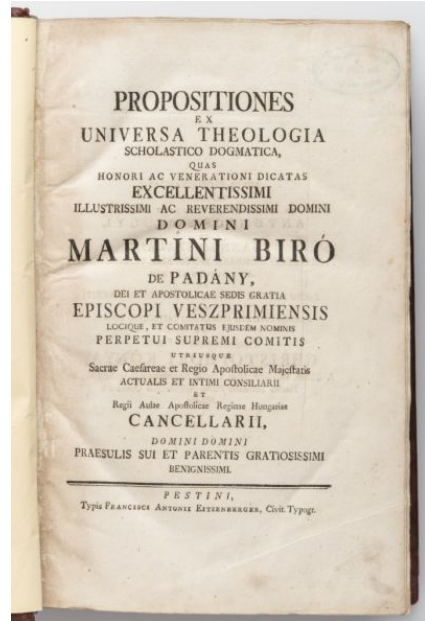 PROPOSITIONES
EX
UNIVERSA THEOLOGIA
SCHOLASTICO DOGMATICA,
QUAS
HONORI AC VENERATIONI DICATAS
EXCELLENTISSIMI
ILLUSTRISSIMI AC REVERENDISSIMI DOMINI
DOMINI
MARTÍNI BIRÓ
DE PADÁNY,
DEI ET APOSTOLICAE SEDIS GRATIA
EPISCOPI VESZPRIMIENSIS
LOCIQUE, ET COMITATUS EJUSDEM NOMINIS
PERPETUI SUPREMI COMITIS
UTRIUSQUE
Sacrae Caesareae et Regio Apostolicae Majestatis
ACTUALIS ET INTIMI CONSILIARII
ET
Regii Aulae Apostolicae Reginae Hungariae
CANCELLARII,
DOMINI DOMINI
PRAESULIS SUI ET PARENTIS GRATIOSISSIMI
BENIGNISSIMI.
PESTINI,
Typis FRANCISCI ANTONII EITZENBERGER, Civit. Typogr.